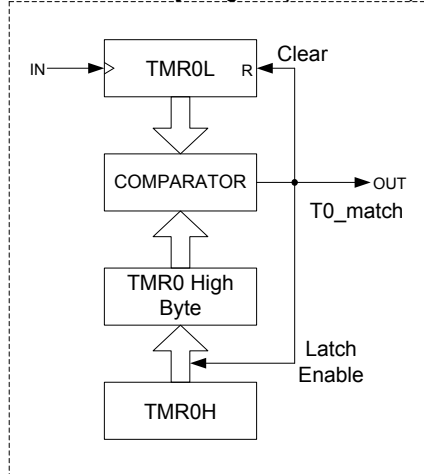 Clear
IN
TMR0L
R
COMPARATOR
OUT
T0_match
TMR0 High
Byte
Latch
Enable
TMR0H